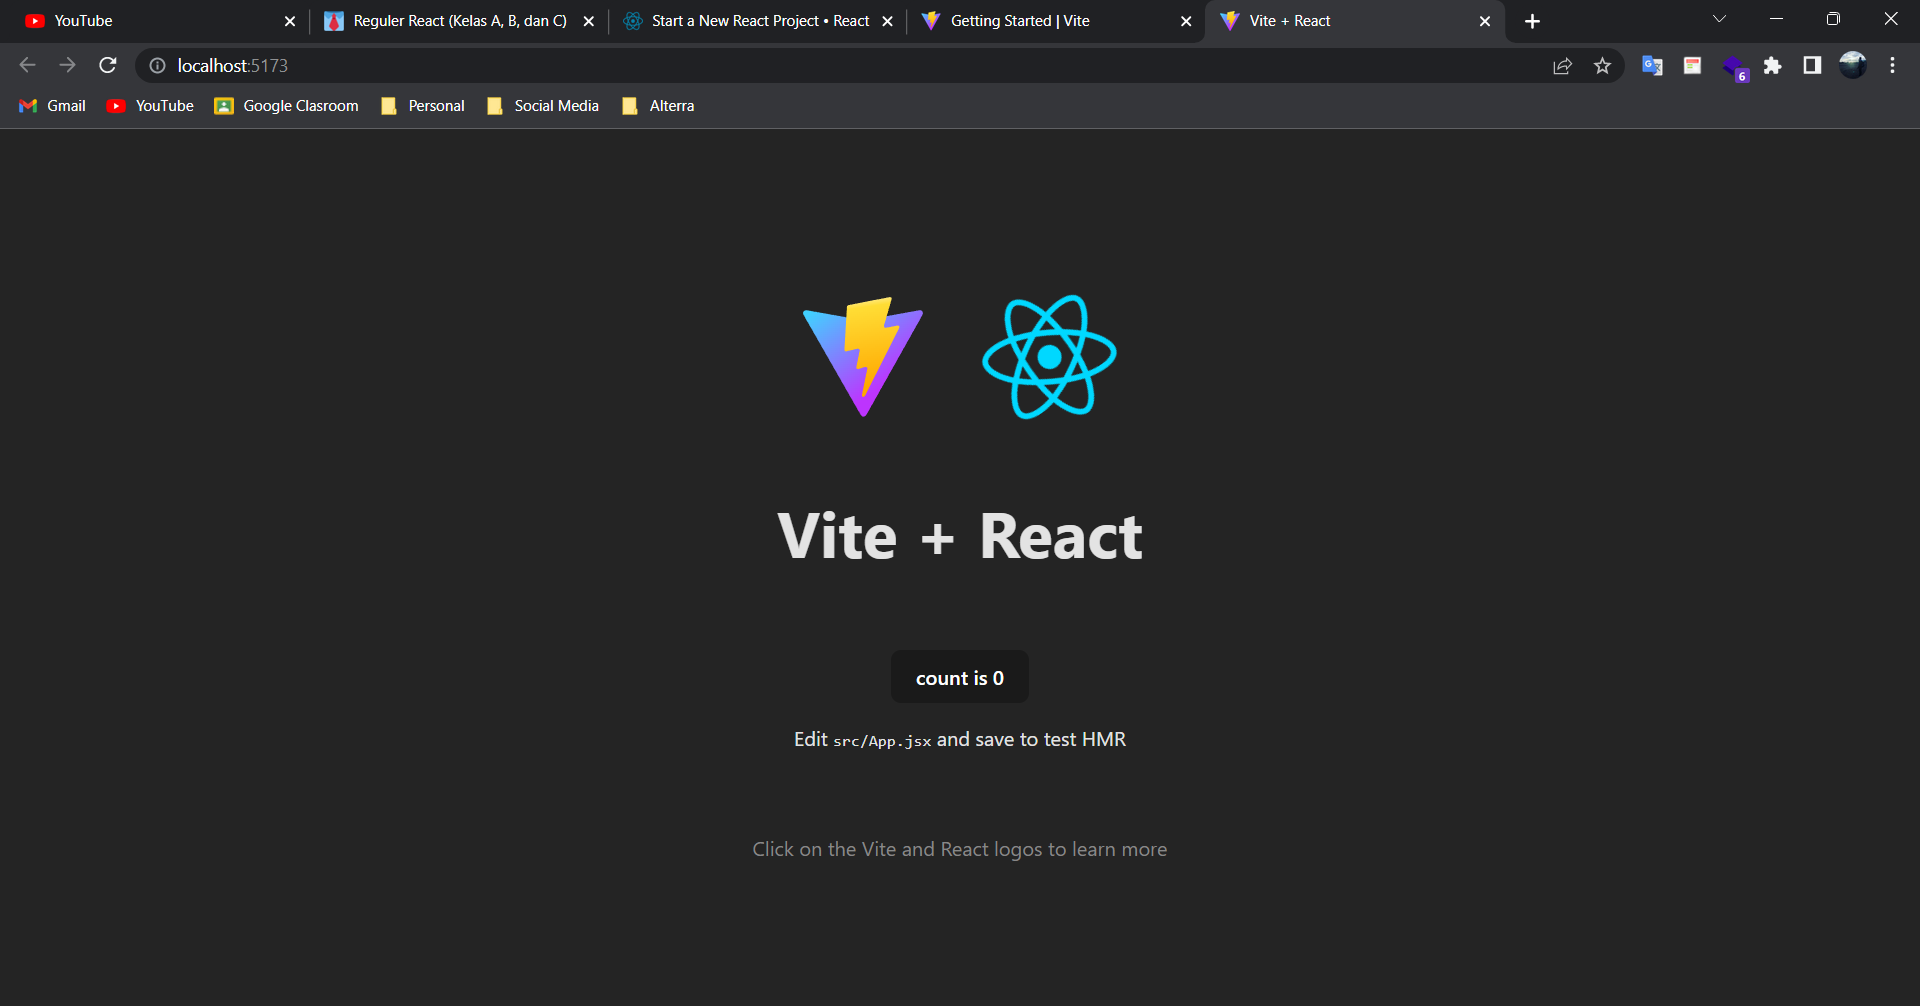 YouTube
Reguler React (Kelas A, B, dan C)
Start a New React Project • React
Getting Started | Vite
Vite + React
localhost:5173
6
Gmail
YouTube
Google Clasroom
Personal
Social Media
Alterra
Vite + React
count is 0
Edit src/App.jsx and save to test HMR
Click on the Vite and React logos to learn more